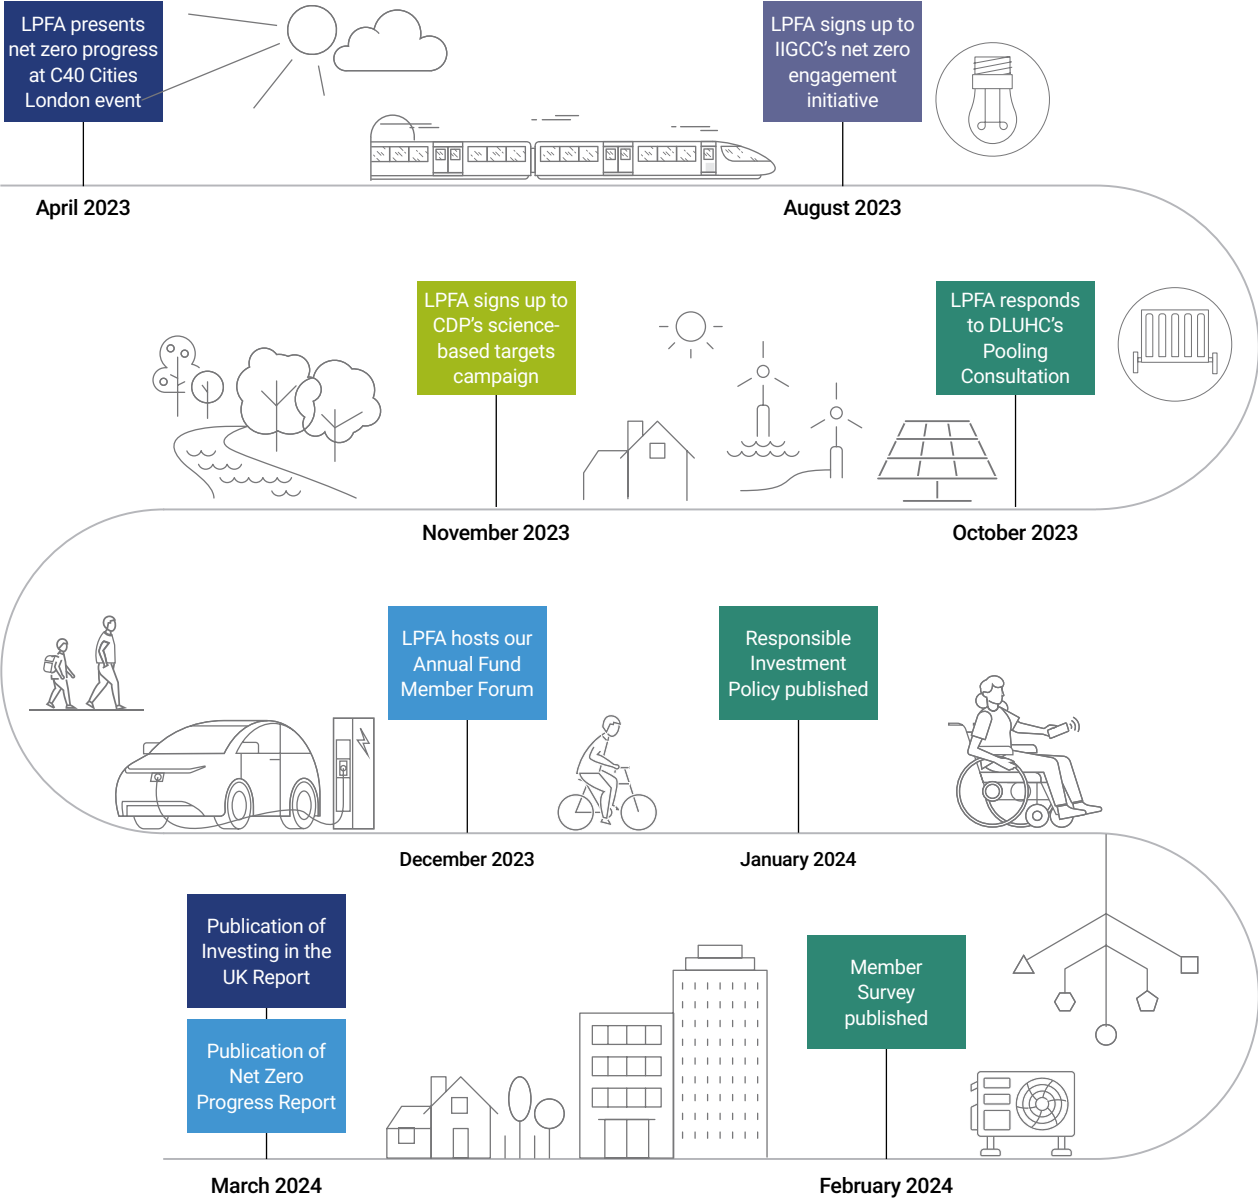 LPFA presents
net zero progress
at C40 Cities
London event
April 2023
LPFA signs up to
IIGCC's net zero
engagement
initiative
August 2023
LPFA responds
to DLUHC's
Pooling
Consultation
October 2023
LPFA signs up to
CDP's science-
based targets
campaign
November 2023
LPFA hosts our
Annual Fund
Member Forum
December 2023
Responsible
Investment
Policy published
January 2024
Member
Survey
published
February 2024
Publication of
Investing in the
UK Report
Publication of
Net Zero
Progress Report
March 2024